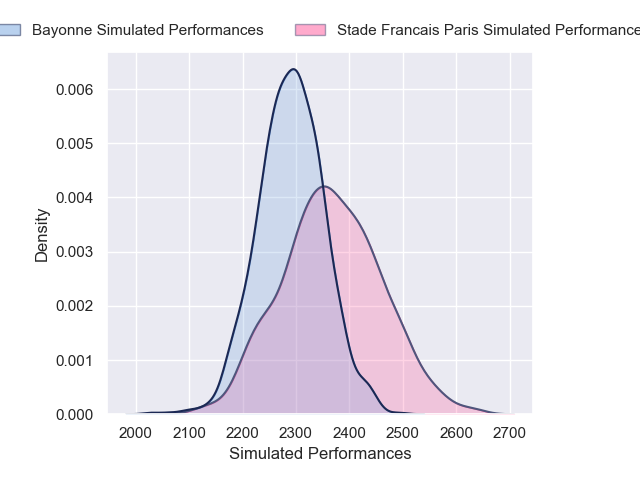 Bayonne Simulated Performances Stade Francais Paris Simulated Performance
0.006
0.005
0.004
0.003
0.002
0.001
0.000
Density
2000 2100 2200 2300 2400 2500 2600 2700
Simulated Performances